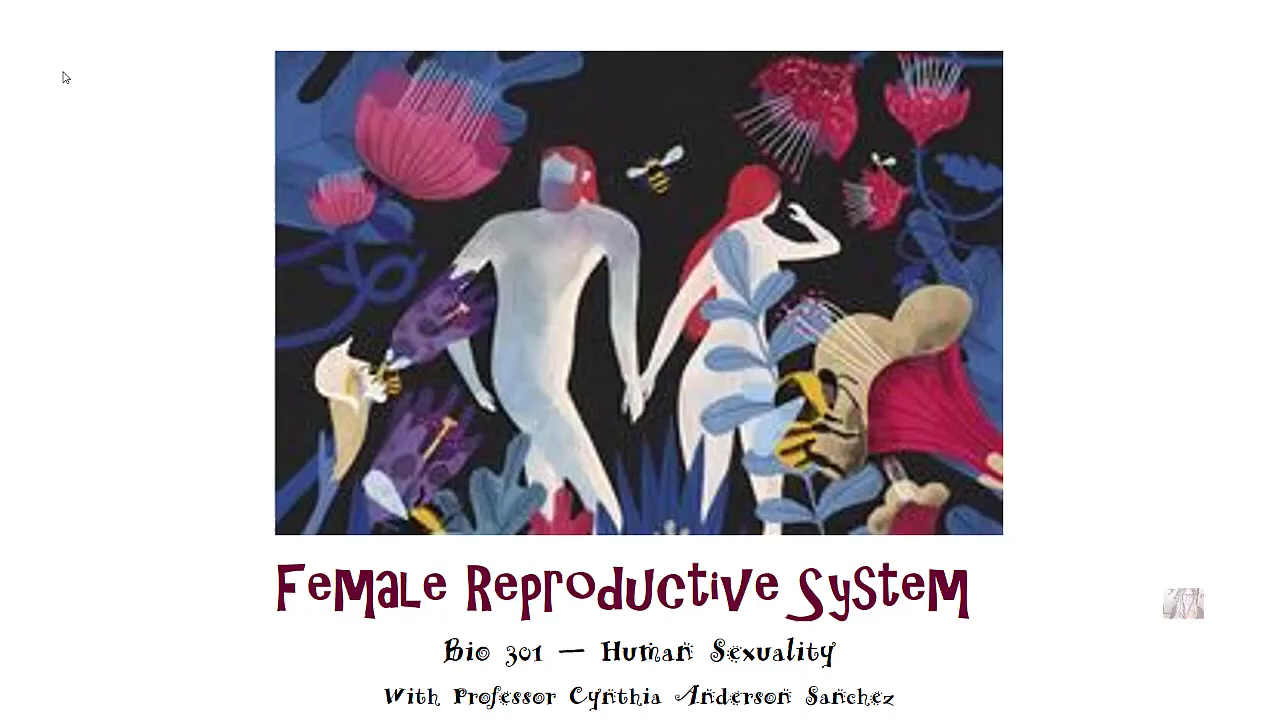 Female Reproductive System
Bio 301 — Human Sexuality
With Professor Cynthia Anderson Sanchez